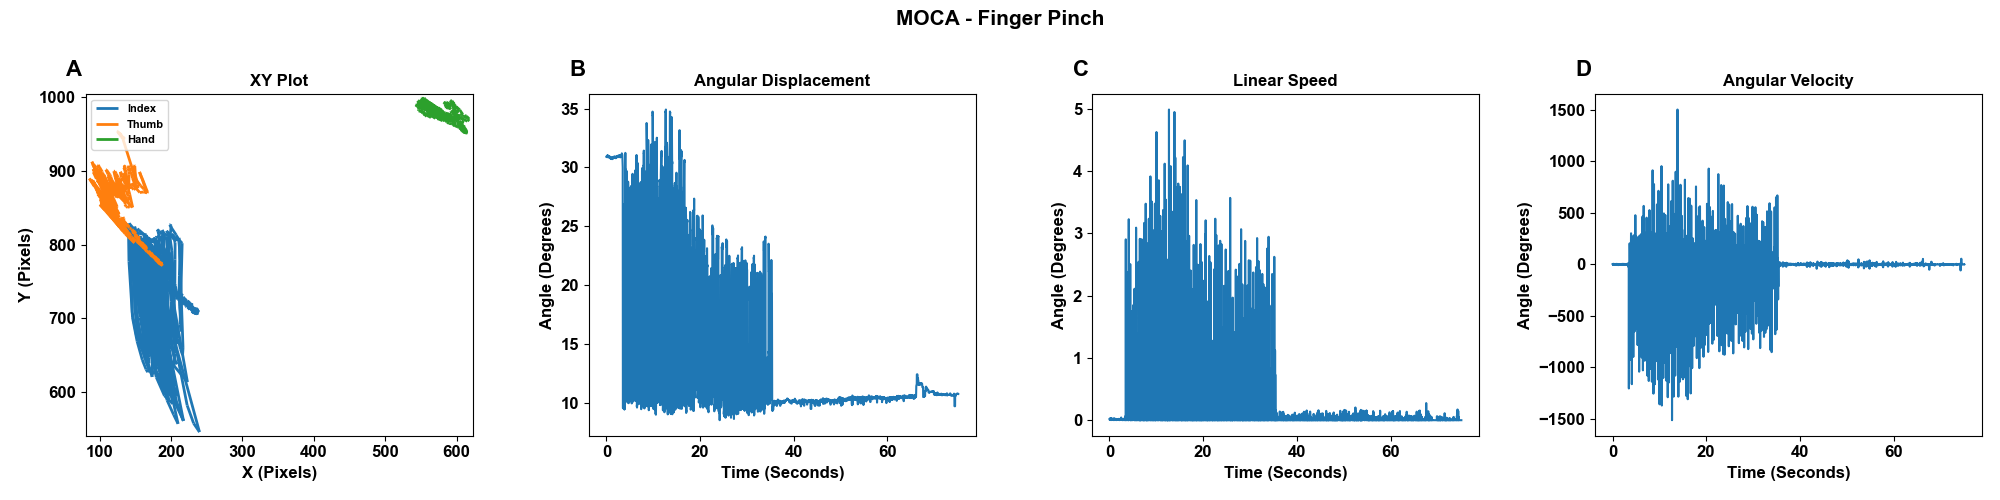 MOCA - Finger Pinch
A
XY Plot
Index
Thumb
Hand
1000
900
800
700
600
Y (Pixels)
100 200 300 400 500 600
X (Pixels)
B
Angular Displacement
35
30
25
20
15
10
Angle (Degrees)
0 20 40 60
Time (Seconds)
C
Linear Speed
5
4
3
2
1
0
Angle (Degrees)
0 20 40 60
Time (Seconds)
D
Angular Velocity
1500
1000
500
0
−500
−1000
−1500
Angle (Degrees)
0 20 40 60
Time (Seconds)